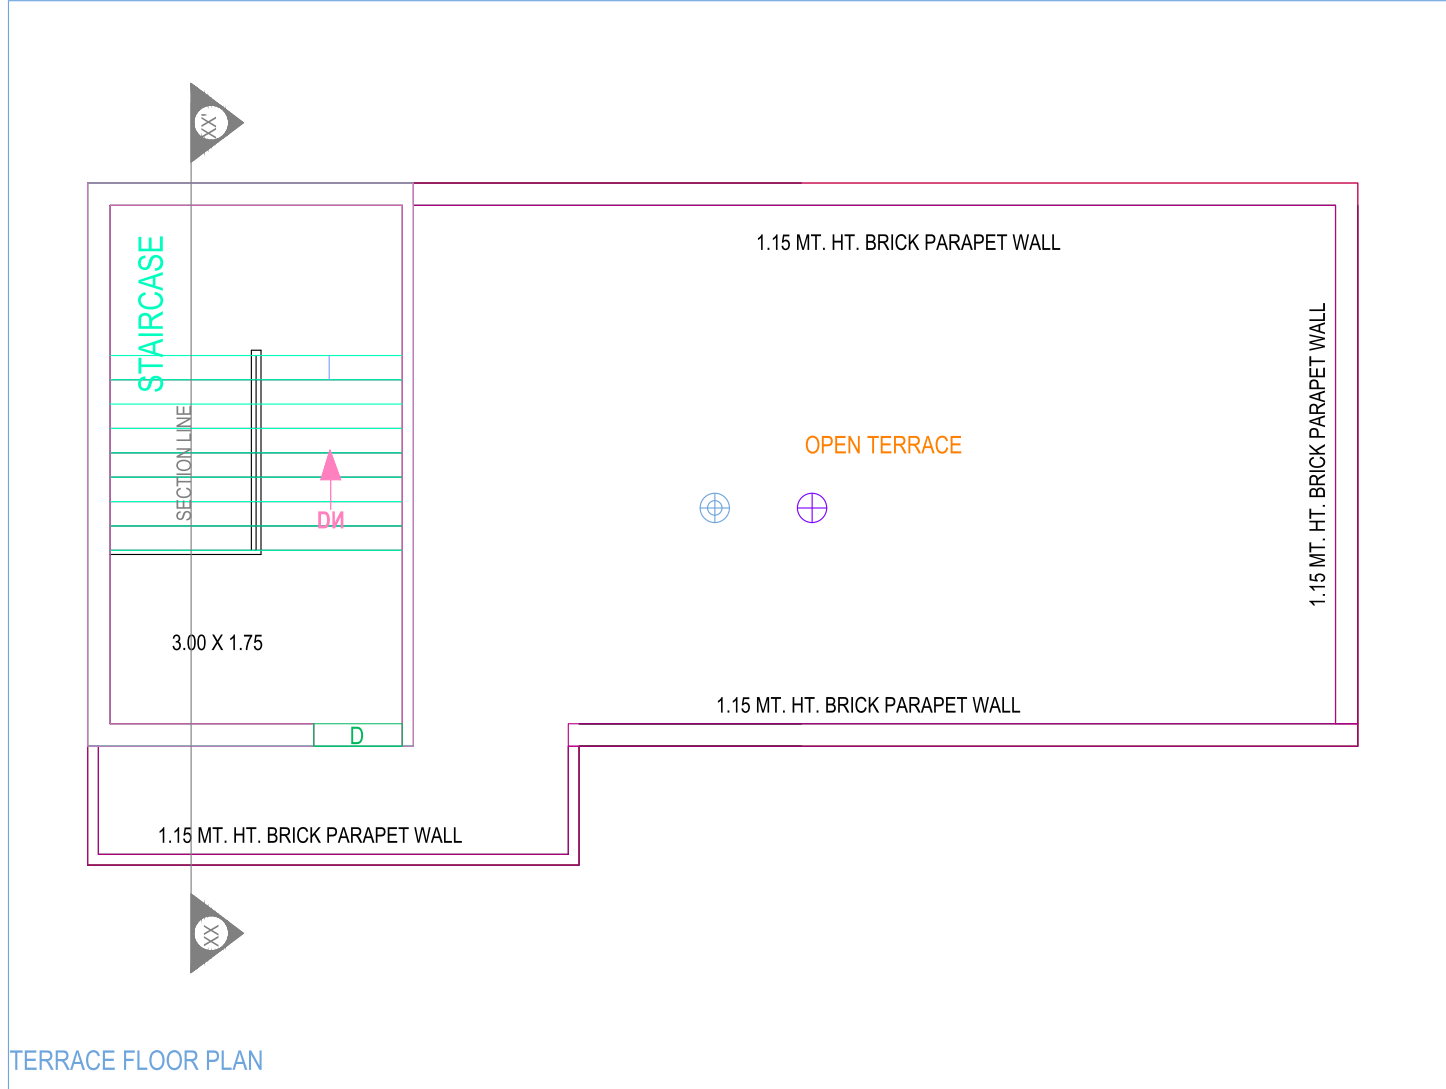 XX'
1.15 MT. HT. BRICK PARAPET WALL
STAIRCASE
1.15 MT. HT. BRICK PARAPET WALL
SECTION LINE
OPEN TERRACE
DN
3.00 X 1.75
1.15 MT. HT. BRICK PARAPET WALL
D
1.15 MT. HT. BRICK PARAPET WALL
XX
TERRACE FLOOR PLAN